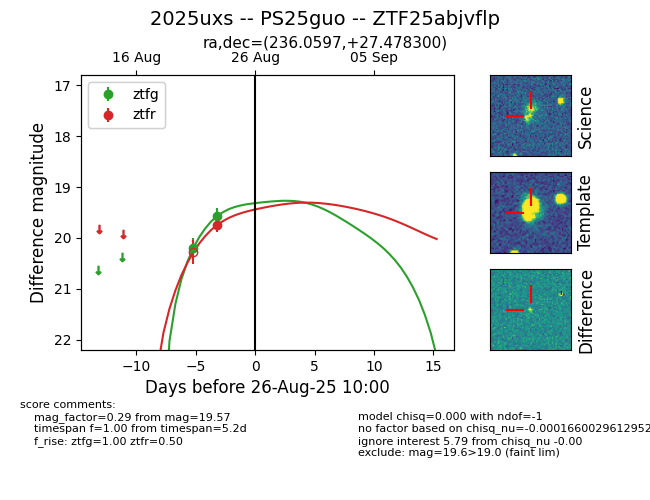 2025uxs -- PS25guo -- ZTF25abjvflp
ra,dec=(236.0597,+27.478300)
16 Aug
26 Aug
05 Sep
ztfg
ztfr
17
18
19
20
21
22
Difference magnitude
−10
−5
0
5
10
15
Days before 26-Aug-25 10:00
Science
Template
Difference
score comments:
mag_factor=0.29 from mag=19.57
timespan f=1.00 from timespan=5.2d
f_rise: ztfg=1.00 ztfr=0.50
model chisq=0.000 with ndof=-1
no factor based on chisq_nu=-0.0001660029612952
ignore interest 5.79 from chisq_nu -0.00
exclude: mag=19.6>19.0 (faint lim)